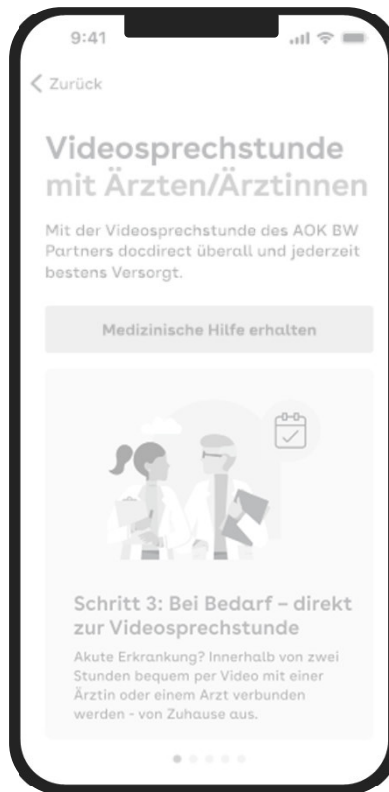 9:41
Zurück
Videosprechstunde
mit Ärzten/Ärztinnen
Mit der Videosprechstunde des AOK BW
Partners docdirect überall und jederzeit
bestens Versorgt.
Medizinische Hilfe erhalten
Schritt 3: Bei Bedarf – direkt
zur Videosprechstunde
Akute Erkrankung? Innerhalb von zwei
Stunden bequem per Video mit einer
Ärztin oder einem Arzt verbunden
werden - von Zuhause aus.